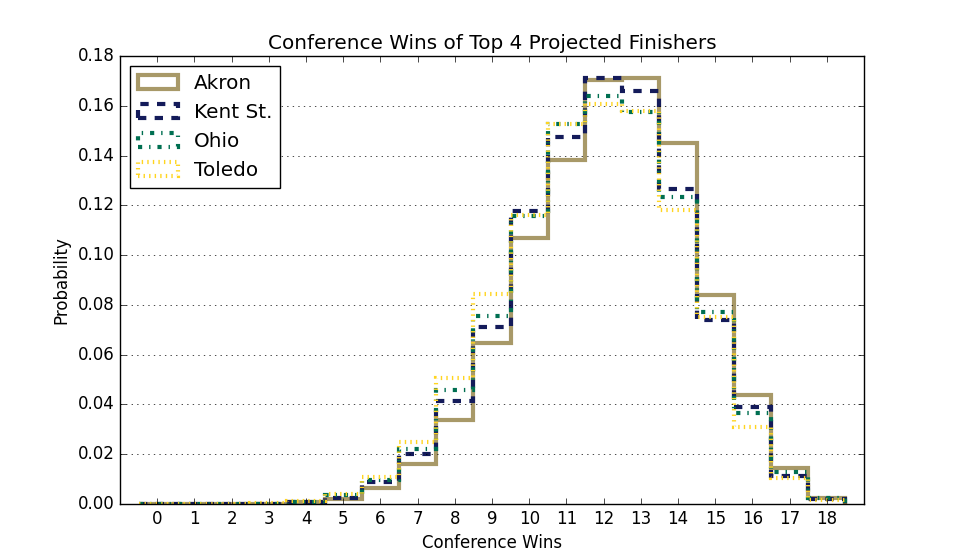 Conference Wins of Top 4 Projected Finishers
0.18
0.16
0.14
0.12
0.10
0.08
0.06
0.04
0.02
0.00
Probability
Akron
Kent St.
Ohio
Toledo
0 1 2 3 4 5 6 7 8 9 10 11 12 13 14 15 16 17 18
Conference Wins